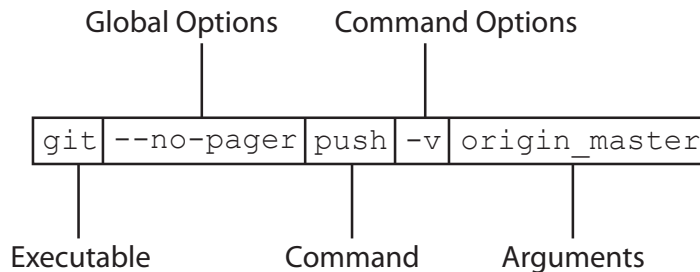 Global Options Command Options
git --no-pager push -v origin_master
Executable Command Arguments